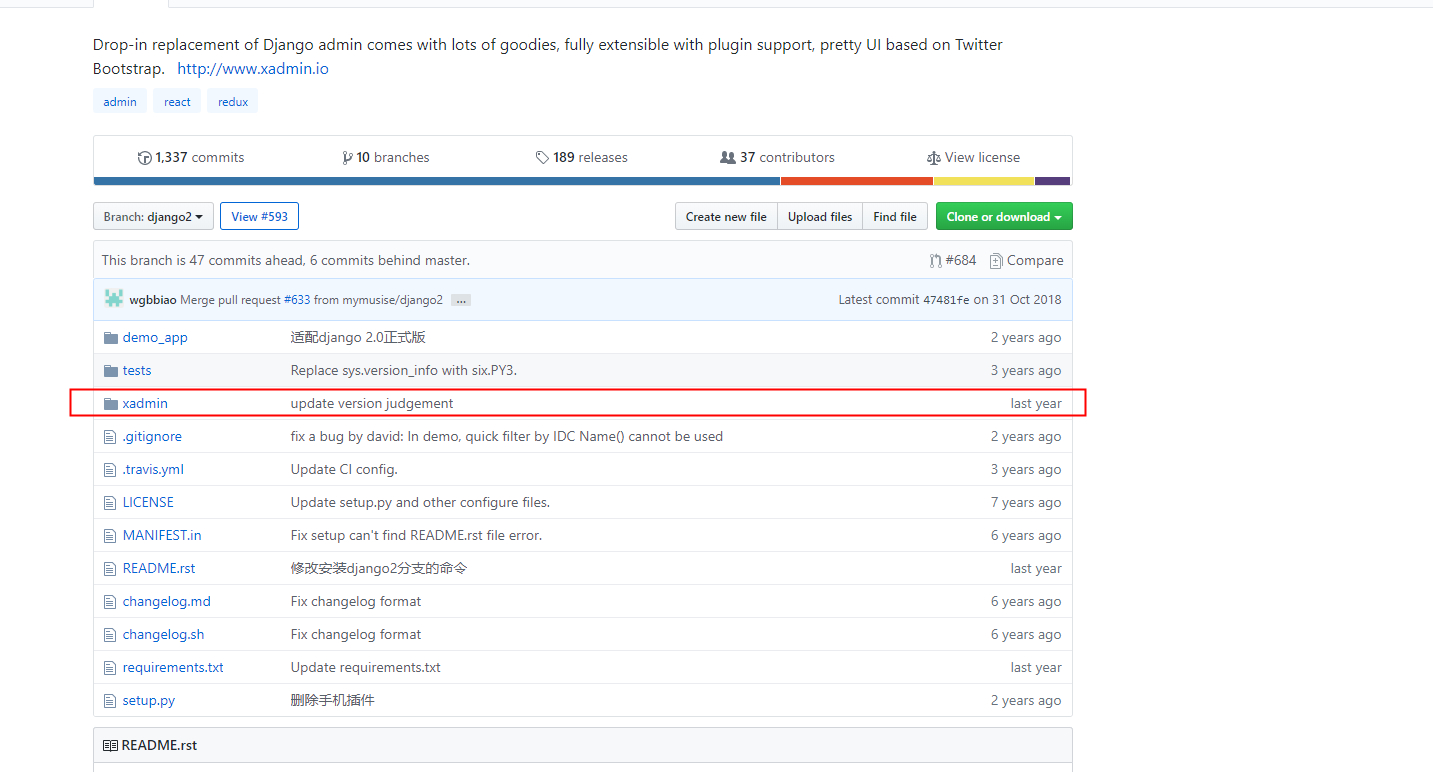 Drop-in replacement of Django admin comes with lots of goodies, fully extensible with plugin support, pretty UI based on Twitter
Bootstrap. http://www.xadmin.io
admin react redux
1,337 commits 10 branches 189 releases 37 contributors View license
Branch: django2 View #593 Create new file Upload files Find file Clone or download
This branch is 47 commits ahead, 6 commits behind master. #684 Compare
wgbbiao Merge pull request #633 from mymusise/django2 ... Latest commit 47481fe on 31 Oct 2018
demo_app 适配django 2.0正式版 2 years ago
tests Replace sys.version_info with six.PY3. 3 years ago
xadmin update version judgement last year
.gitignore fix a bug by david: In demo, quick filter by IDC Name() cannot be used 2 years ago
.travis.yml Update CI config. 3 years ago
LICENSE Update setup.py and other configure files. 7 years ago
MANIFEST.in Fix setup can't find README.rst file error. 6 years ago
README.rst 修改安装django2分支的命令 last year
changelog.md Fix changelog format 6 years ago
changelog.sh Fix changelog format 6 years ago
requirements.txt Update requirements.txt last year
setup.py 删除手机插件 2 years ago
README.rst